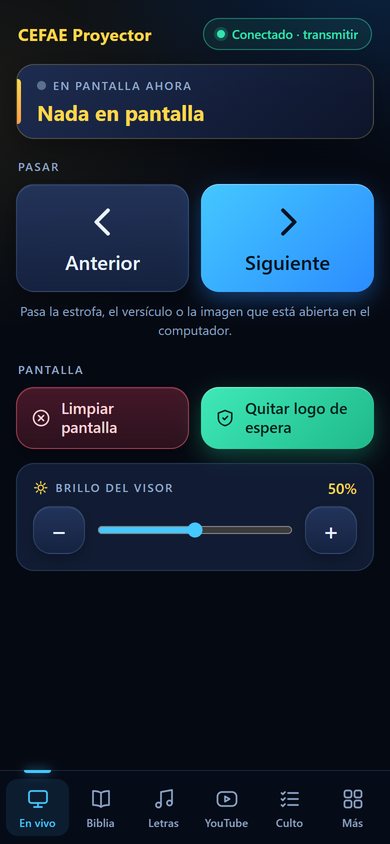 CEFAE Proyector
Conectado · transmitir
EN PANTALLA AHORA
Nada en pantalla
PASAR
Anterior
Siguiente
Pasa la estrofa, el versículo o la imagen que está abierta en el
computador.
PANTALLA
Limpiar
pantalla
Quitar logo de
espera
BRILLO DEL VISOR
50%
−
+
En vivo
Biblia
Letras
YouTube
Culto
Más